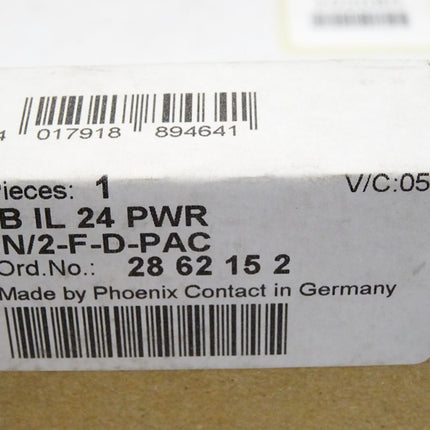 4 017918 894641
Pieces: 1 V/C:05
B IL 24 PWR
N/2-F-D-PAC
Ord.No.: 28 62 15 2
Made by Phoenix Contact in Germany